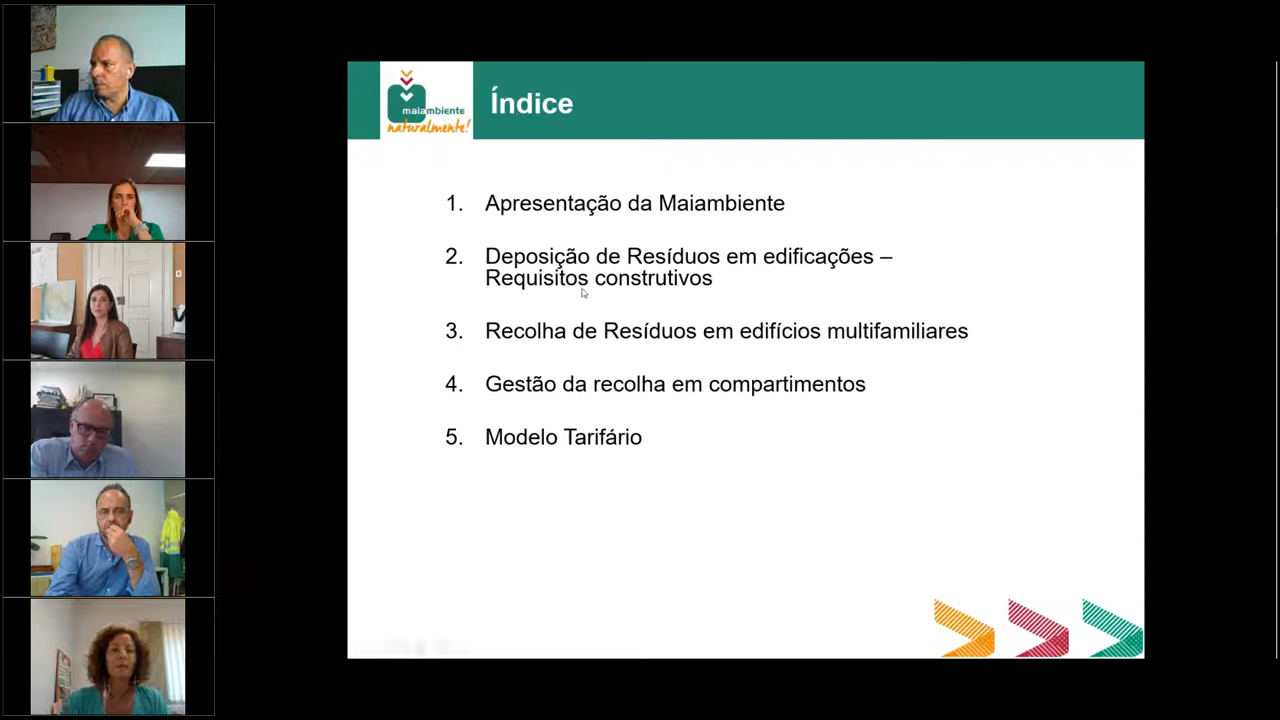 maiambiente
naturalmente!
Índice
1. Apresentação da Maiambiente
2. Deposição de Resíduos em edificações –
Requisitos construtivos
3. Recolha de Resíduos em edifícios multifamiliares
4. Gestão da recolha em compartimentos
5. Modelo Tarifário